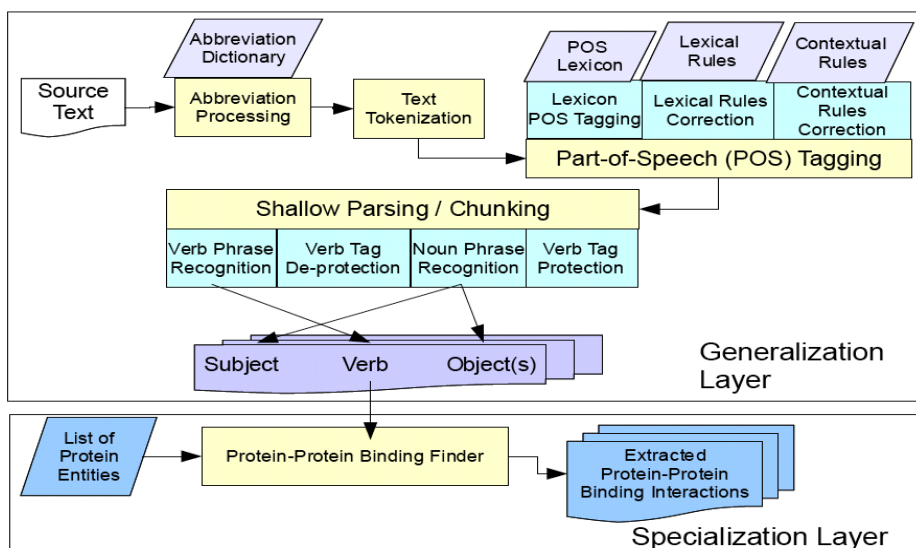 Abbreviation
Dictionary
POS
Lexicon
Lexical
Rules
Contextual
Rules
Source
Text
Abbreviation
Processing
Text
Tokenization
Lexicon
POS Tagging
Lexical Rules
Correction
Contextual
Rules
Correction
Part-of-Speech (POS) Tagging
Shallow Parsing / Chunking
Verb Phrase
Recognition
Verb Tag
De-protection
Noun Phrase
Recognition
Verb Tag
Protection
Subject
Verb
Object(s)
Generalization
Layer
List of
Protein
Entities
Protein-Protein Binding Finder
Extracted
Protein-Protein
Binding Interactions
Specialization Layer